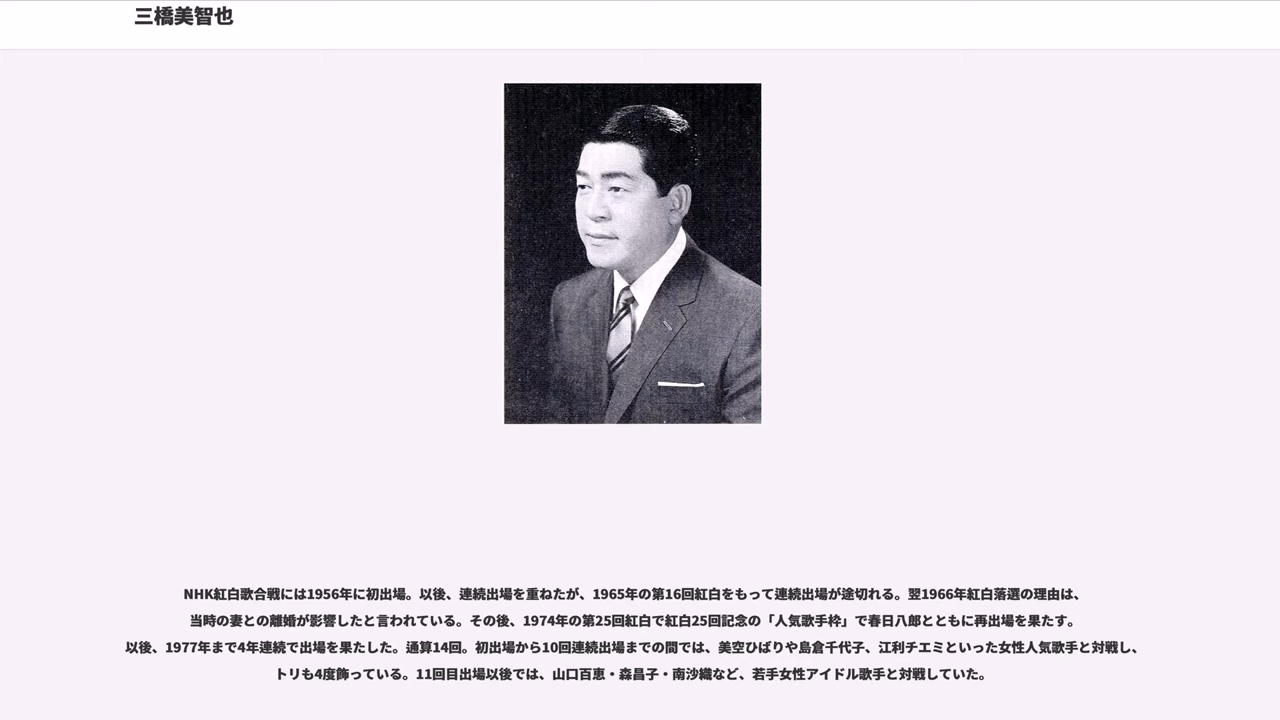 三橋美智也
NHK紅白歌合戦には1956年に初出場。以後、連続出場を重ねたが、1965年の第16回紅白をもって連続出場が途切れる。翌1966年紅白落選の理由は、
当時の妻との離婚が影響したと言われている。その後、1974年の第25回紅白で紅白25回記念の「人気歌手枠」で春日八郎とともに再出場を果たす。
以後、1977年まで4年連続で出場を果たした。通算14回。初出場から10回連続出場までの間では、美空ひばりや島倉千代子、江利チエミといった女性人気歌手と対戦し、
トリも4度飾っている。11回目出場以後では、山口百恵・森昌子・南沙織など、若手女性アイドル歌手と対戦していた。